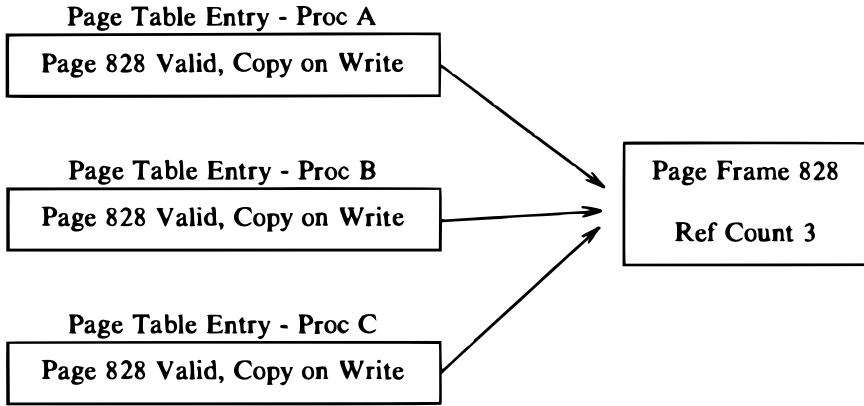 Page Table Entry - Proc A
Page 828 Valid, Copy on Write
Page Table Entry - Proc B
Page 828 Valid, Copy on Write
Page Frame 828
Ref Count 3
Page Table Entry - Proc C
Page 828 Valid, Copy on Write